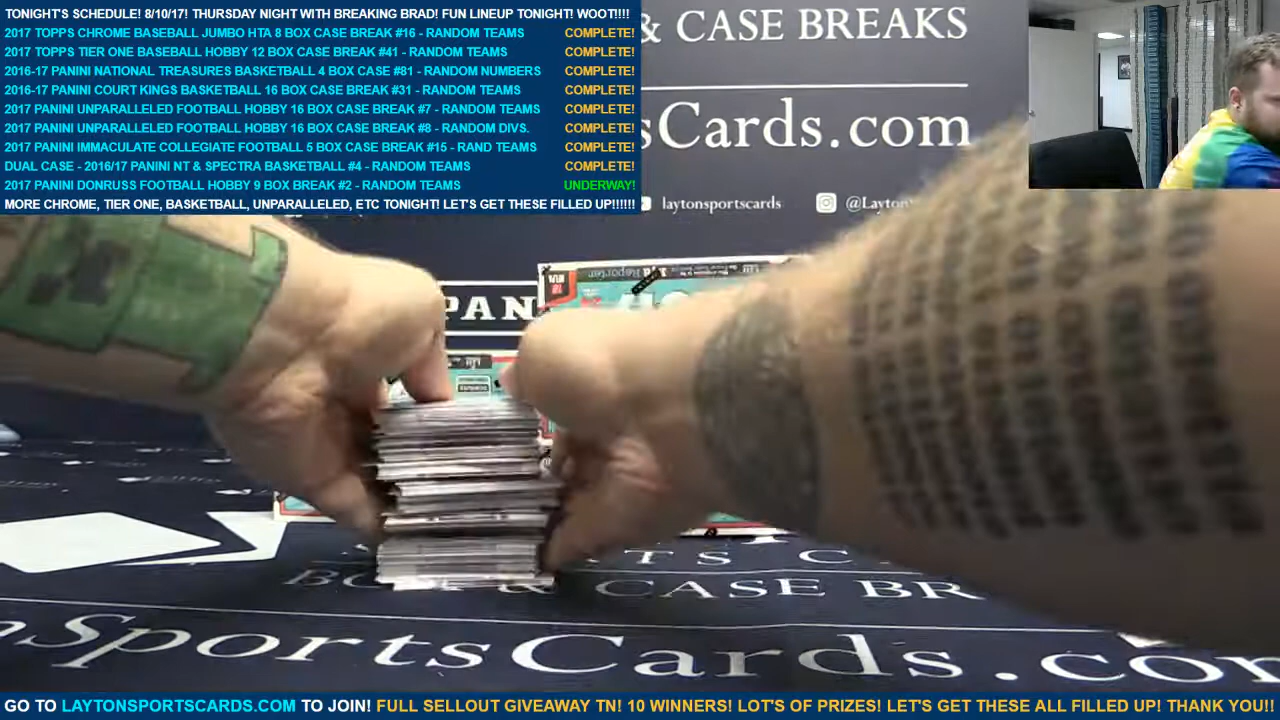 TONIGHT'S SCHEDULE! 8/10/17! THURSDAY NIGHT WITH BREAKING BRAD! FUN LINEUP TONIGHT! WOOT!!!!
2017 TOPPS CHROME BASEBALL JUMBO HTA 8 BOX CASE BREAK #16 - RANDOM TEAMS COMPLETE!
2017 TOPPS TIER ONE BASEBALL HOBBY 12 BOX CASE BREAK #41 - RANDOM TEAMS COMPLETE!
2016-17 PANINI NATIONAL TREASURES BASKETBALL 4 BOX CASE #81 - RANDOM NUMBERS COMPLETE!
2016-17 PANINI COURT KINGS BASKETBALL 16 BOX CASE BREAK #31 - RANDOM TEAMS COMPLETE!
2017 PANINI UNPARALLELED FOOTBALL HOBBY 16 BOX CASE BREAK #7 - RANDOM TEAMS COMPLETE!
2017 PANINI UNPARALLELED FOOTBALL HOBBY 16 BOX CASE BREAK #8 - RANDOM DIVS. COMPLETE!
2017 PANINI IMMACULATE COLLEGIATE FOOTBALL 5 BOX CASE BREAK #15 - RAND TEAMS COMPLETE!
DUAL CASE - 2016/17 PANINI NT & SPECTRA BASKETBALL #4 - RANDOM TEAMS COMPLETE!
2017 PANINI DONRUSS FOOTBALL HOBBY 9 BOX BREAK #2 - RANDOM TEAMS UNDERWAY!
MORE CHROME, TIER ONE, BASKETBALL, UNPARALLELED, ETC TONIGHT! LET'S GET THESE FILLED UP!!!!!!
& CASE BREAKS
sCards.com
laytonsportscards @Layton
PANI
RTS C
BO & CASE BR
SportsCards.com
GO TO LAYTONSPORTSCARDS.COM TO JOIN! FULL SELLOUT GIVEAWAY TN! 10 WINNERS! LOT'S OF PRIZES! LET'S GET THESE ALL FILLED UP! THANK YOU!!